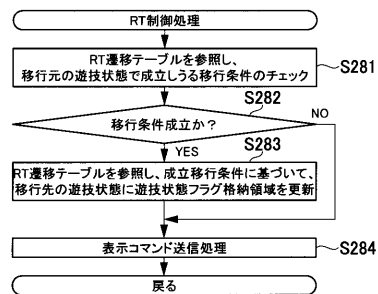 RT制御処理
RT遷移テーブルを参照し、
移行元の遊技状態で成立しうる移行条件のチェック
S281
S282
移行条件成立か?
NO
YES
S283
RT遷移テーブルを参照し、成立移行条件に基づいて、
移行先の遊技状態に遊技状態フラグ格納領域を更新
表示コマンド送信処理
S284
戻る